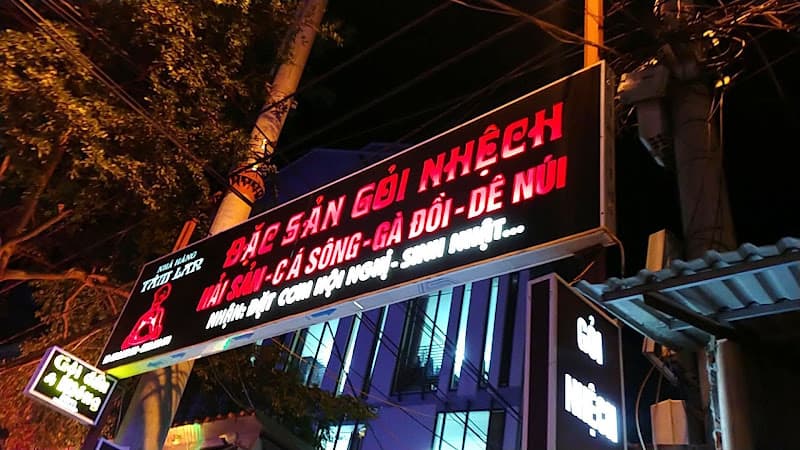 ĐẶC SẢN GỎI NHỆCH
HẢI SẢN-CÁ SÔNG-GÀ ĐỒI-DÊ NÚI
NHẬN: ĐẶT CƠM HỘI NGHỊ - SINH NHẬT...
NHÀ HÀNG
GỎI
NHỆCH